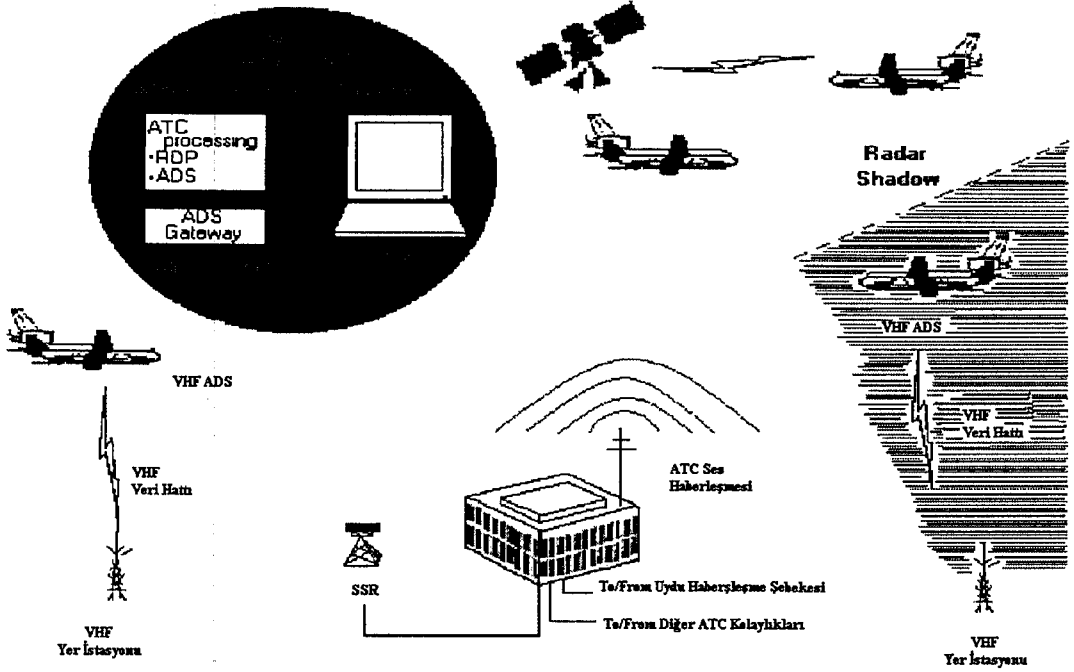 ATC
processing
•RDP
•ADS
ADS
Gateway
Radar
Shadow
VHF ADS
VHF ADS
VHF
Veri Hattı
VHF
Veri Hattı
ATC Ses
Haberleşmesi
SSR
To/From Uydu Haberşleşme Şebekesi
To/From Diğer ATC Kolaylıkları
VHF
Yer İstasyonu
VHF
Yer İstasyonu